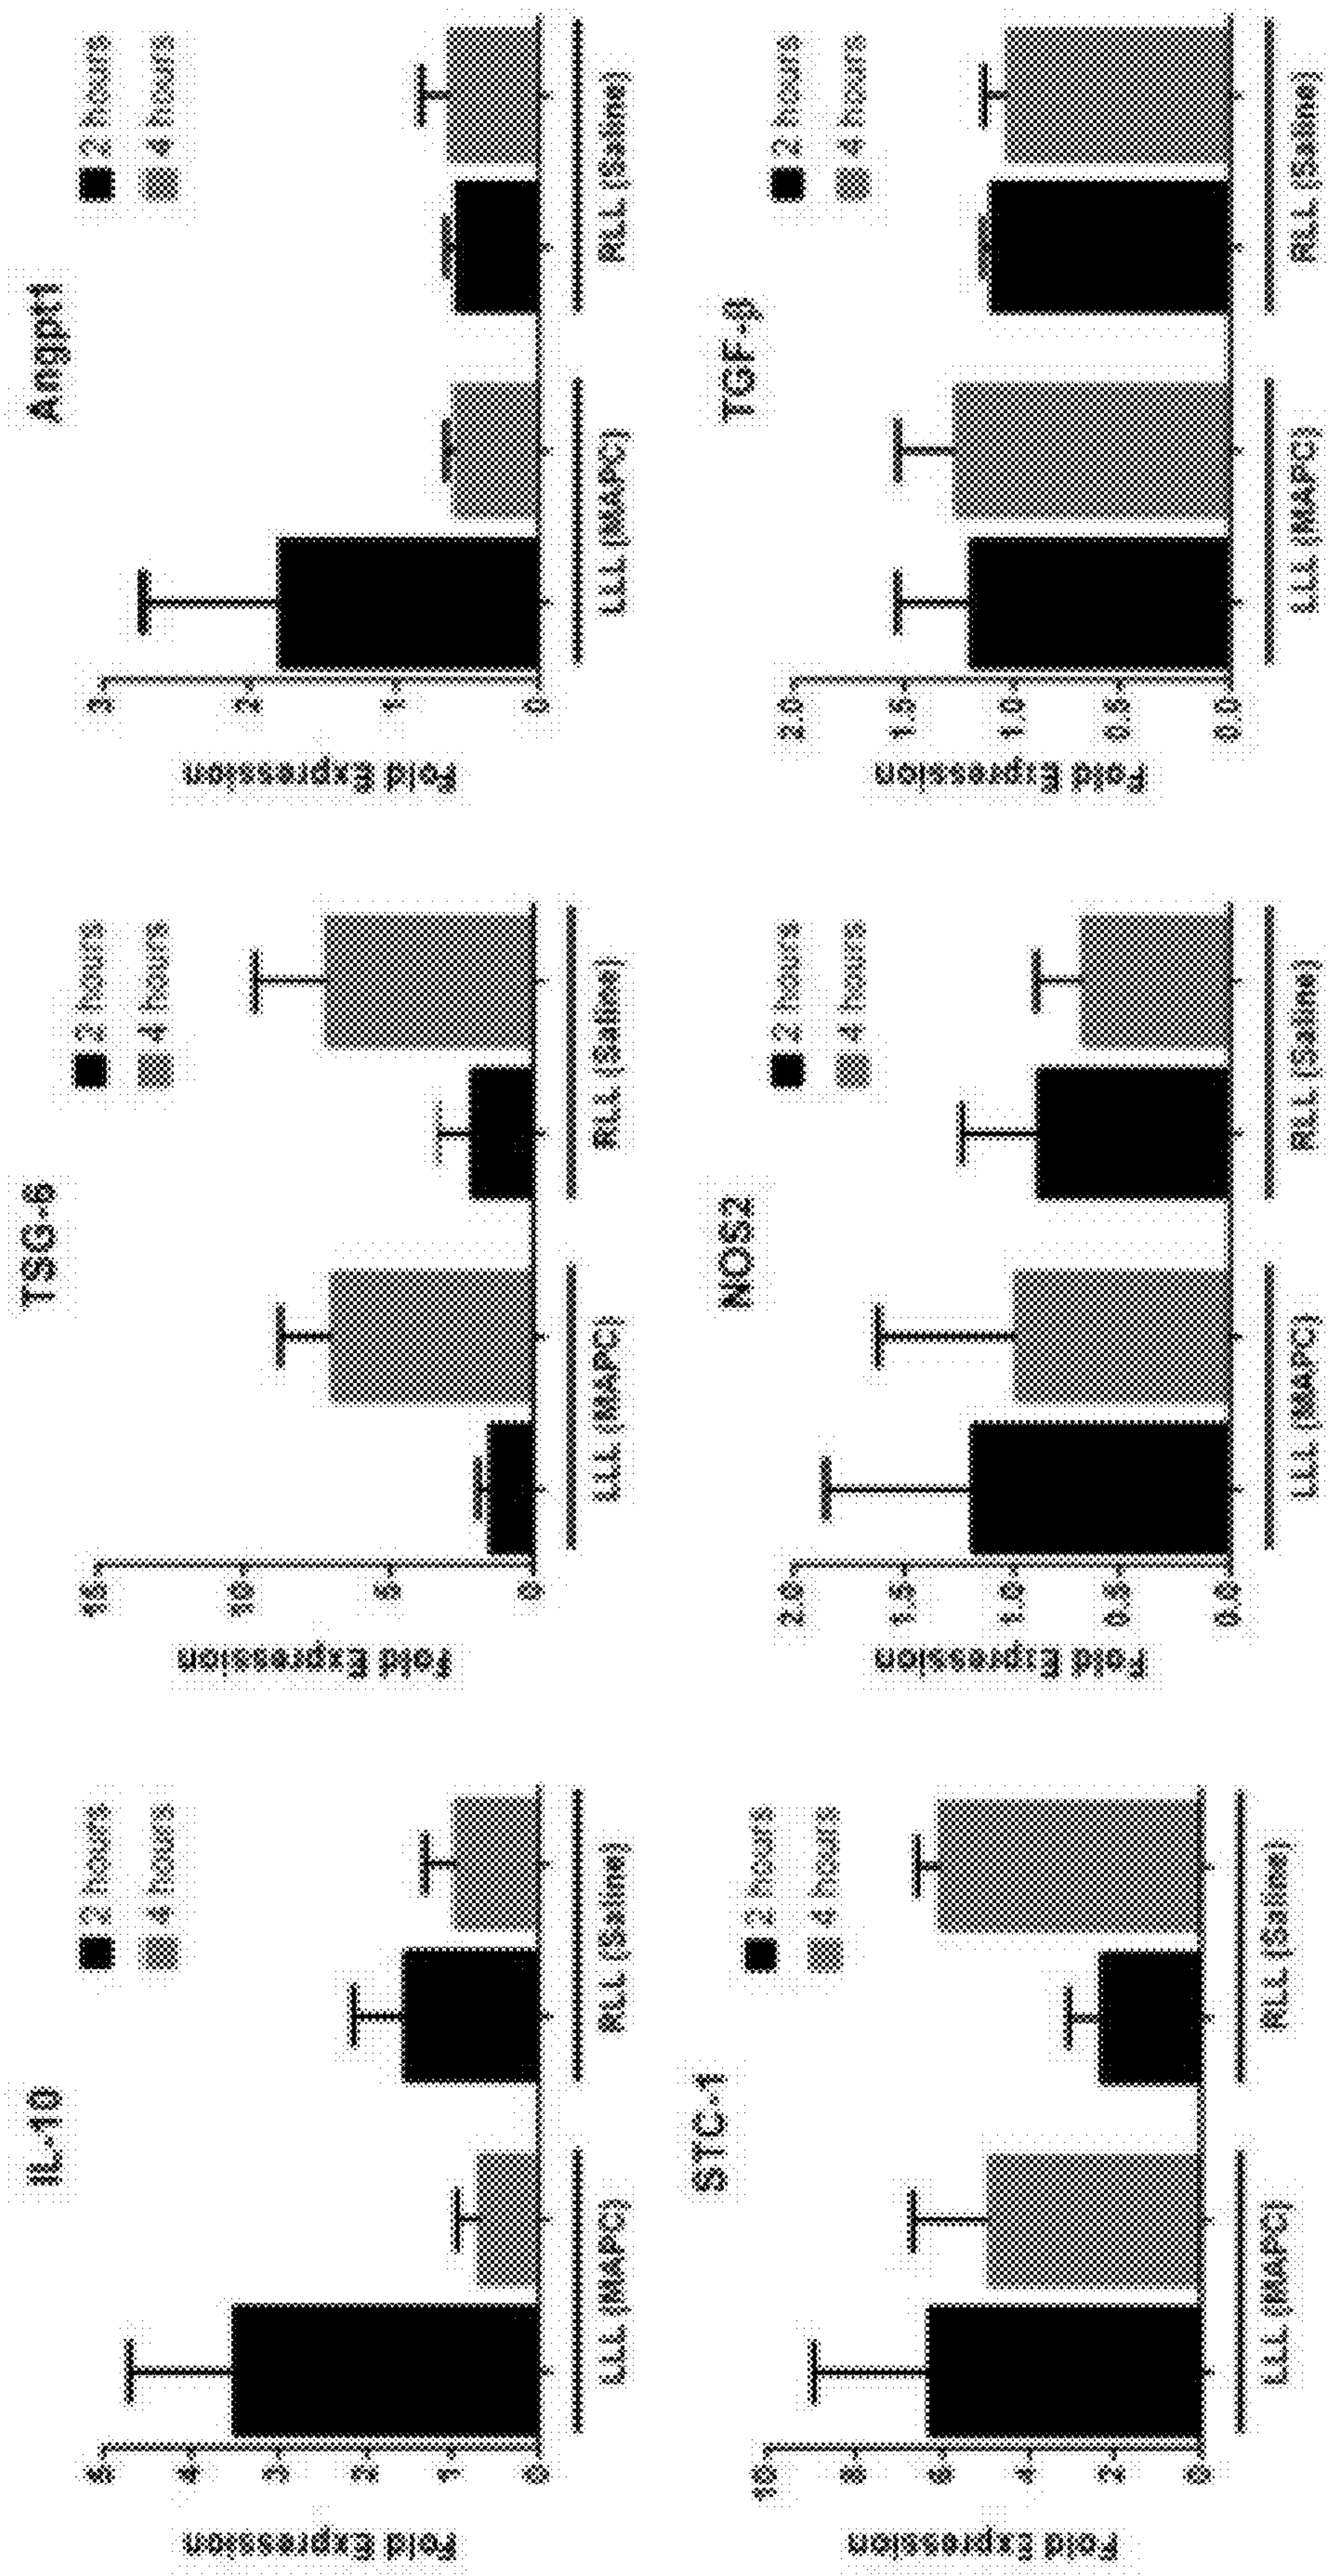 IL-10
Fold Expression
5
4
3
2
1
0
2 hours
4 hours
LLL (MAPC)
RLL (Saline)
TSG-6
Fold Expression
15
10
5
0
2 hours
4 hours
LLL (MAPC)
RLL (Saline)
Angpt1
Fold Expression
3
2
1
0
2 hours
4 hours
LLL (MAPC)
RLL (Saline)
STC-1
Fold Expression
10
8
6
4
2
0
2 hours
4 hours
LLL (MAPC)
RLL (Saline)
NOS2
Fold Expression
2.0
1.5
1.0
0.5
0.0
2 hours
4 hours
LLL (MAPC)
RLL (Saline)
TGF-β
Fold Expression
2.0
1.5
1.0
0.5
0.0
2 hours
4 hours
LLL (MAPC)
RLL (Saline)